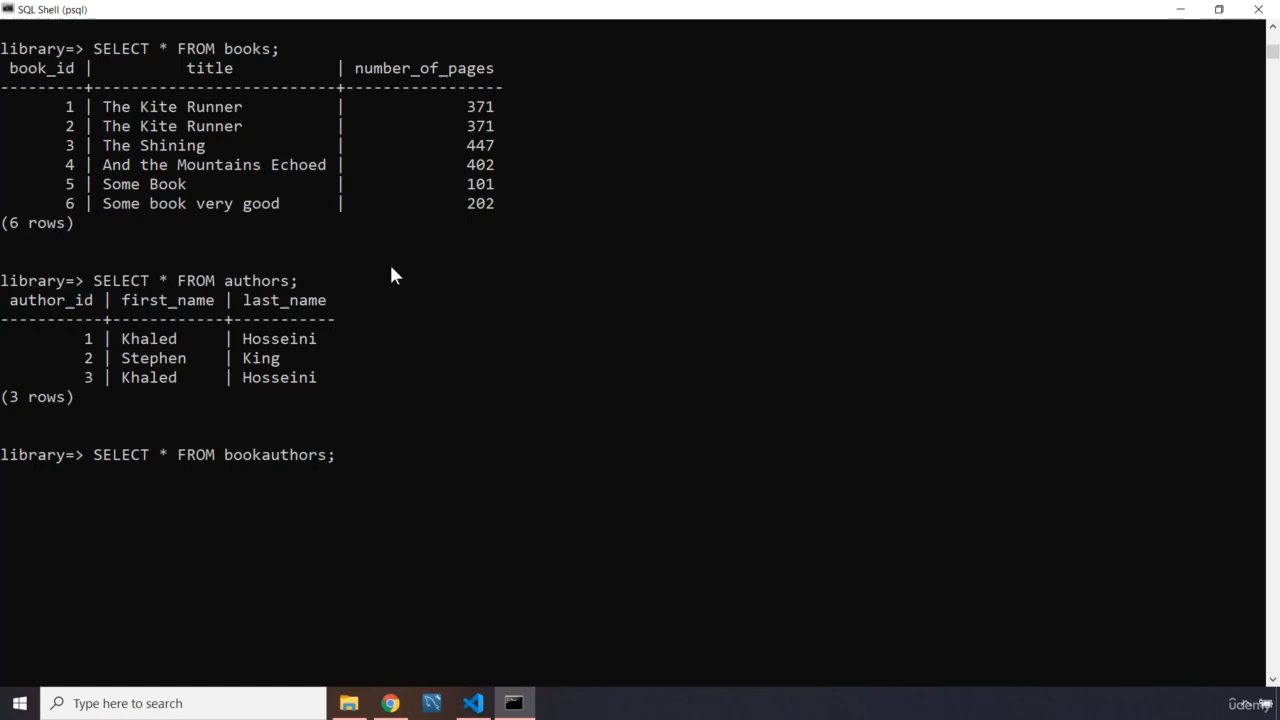 SQL Shell (psql)
library=> SELECT * FROM books;
 book_id |          title           | number_of_pages
---------+--------------------------+-----------------
       1 | The Kite Runner          |             371
       2 | The Kite Runner          |             371
       3 | The Shining              |             447
       4 | And the Mountains Echoed |             402
       5 | Some Book                |             101
       6 | Some book very good      |             202
(6 rows)
library=> SELECT * FROM authors;
 author_id | first_name | last_name
-----------+------------+-----------
         1 | Khaled     | Hosseini
         2 | Stephen    | King
         3 | Khaled     | Hosseini
(3 rows)
library=> SELECT * FROM bookauthors;
Type here to search
udemy